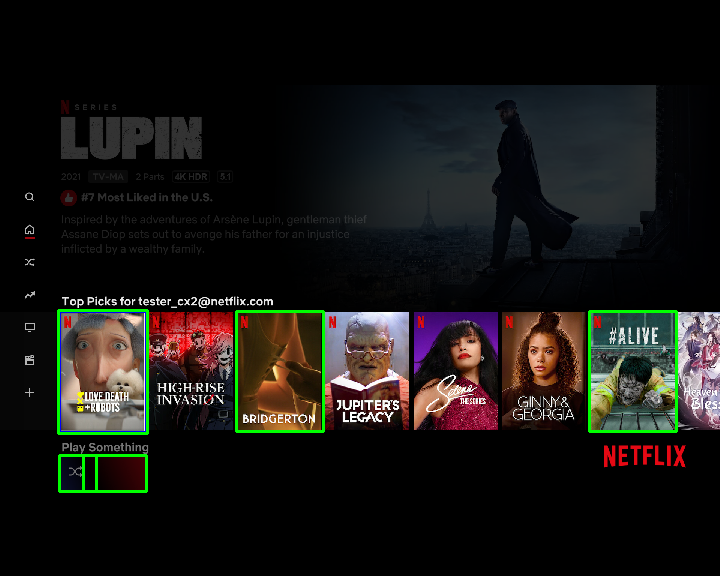 N SERIES
LUPIN
2021 TV-MA 2 Parts 4K HDR 5.1
#7 Most Liked in the U.S.
Inspired by the adventures of Arsène Lupin, gentleman thief
Assane Diop sets out to avenge his father for an injustice
inflicted by a wealthy family.
Top Picks for tester_cx2@netflix.com
LOVE DEATH
+ROBOTS
HIGH-RISE
INVASION
BRIDGERTON
JUPITER'S
LEGACY
Selena
THE SERIES
GINNY&
GEORGIA
#ALIVE
Heaven
Bless
Play Something
NETFLIX